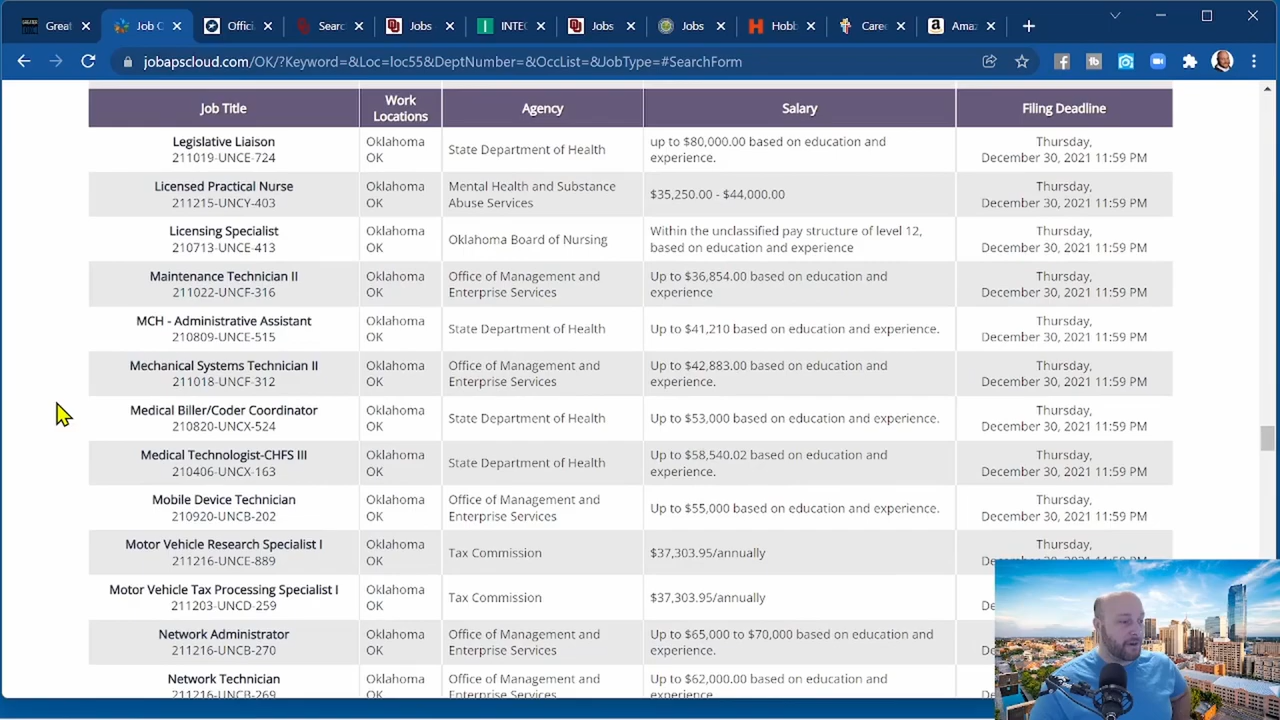 Great
Job C
Offici
Searc
Jobs
INTEG
Jobs
Jobs
Hobb
Caree
Amaz
jobapscloud.com/OK/?Keyword=&Loc=loc55&DeptNumber=&OccList=&JobType=#SearchForm
Job Title
Work
Locations
Agency
Salary
Filing Deadline
Legislative Liaison
211019-UNCE-724
Oklahoma
OK
State Department of Health
up to $80,000.00 based on education and
experience.
Thursday,
December 30, 2021 11:59 PM
Licensed Practical Nurse
211215-UNCY-403
Oklahoma
OK
Mental Health and Substance
Abuse Services
$35,250.00 - $44,000.00
Thursday,
December 30, 2021 11:59 PM
Licensing Specialist
210713-UNCE-413
Oklahoma
OK
Oklahoma Board of Nursing
Within the unclassified pay structure of level 12,
based on education and experience
Thursday,
December 30, 2021 11:59 PM
Maintenance Technician II
211022-UNCF-316
Oklahoma
OK
Office of Management and
Enterprise Services
Up to $36,854.00 based on education and
experience
Thursday,
December 30, 2021 11:59 PM
MCH - Administrative Assistant
210809-UNCE-515
Oklahoma
OK
State Department of Health
Up to $41,210 based on education and experience.
Thursday,
December 30, 2021 11:59 PM
Mechanical Systems Technician II
211018-UNCF-312
Oklahoma
OK
Office of Management and
Enterprise Services
Up to $42,883.00 based on education and
experience.
Thursday,
December 30, 2021 11:59 PM
Medical Biller/Coder Coordinator
210820-UNCX-524
Oklahoma
OK
State Department of Health
Up to $53,000 based on education and experience.
Thursday,
December 30, 2021 11:59 PM
Medical Technologist-CHFS III
210406-UNCX-163
Oklahoma
OK
State Department of Health
Up to $58,540.02 based on education and
experience.
Thursday,
December 30, 2021 11:59 PM
Mobile Device Technician
210920-UNCB-202
Oklahoma
OK
Office of Management and
Enterprise Services
Up to $55,000 based on education and experience.
Thursday,
December 30, 2021 11:59 PM
Motor Vehicle Research Specialist I
211216-UNCE-889
Oklahoma
OK
Tax Commission
$37,303.95/annually
Thursday,
Motor Vehicle Tax Processing Specialist I
211203-UNCD-259
Oklahoma
OK
Tax Commission
$37,303.95/annually
Network Administrator
211216-UNCB-270
Oklahoma
OK
Office of Management and
Enterprise Services
Up to $65,000 to $70,000 based on education and
experience.
Network Technician
211216-UNCB-269
Oklahoma
OK
Office of Management and
Enterprise Services
Up to $62,000.00 based on education and
experience.